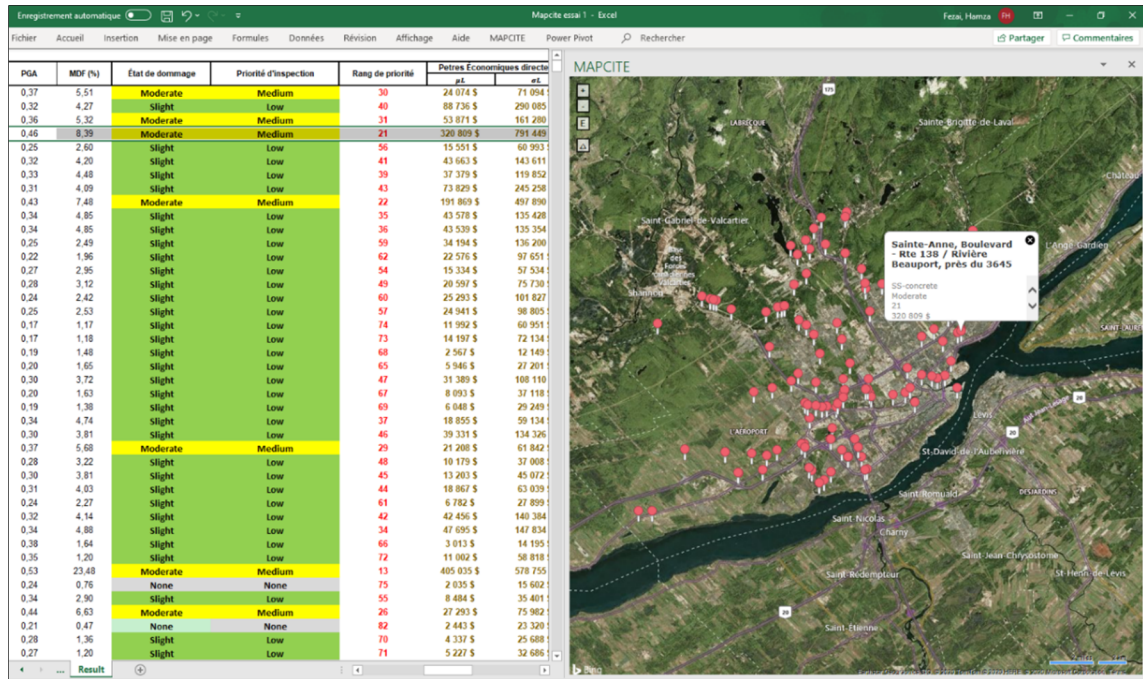 Enregistrement automatique
Mapcite essai 1 - Excel
Fezai, Hamza
FH
Fichier Accueil Insertion Mise en page Formules Données Révision Affichage Aide MAPCITE Power Pivot Rechercher
Partager Commentaires
PGA MDF (%) État de dommage Priorité d'inspection Rang de priorité Petres Économiques directe
µL σL
0,37 5,51 Moderate Medium 30 24 074 $ 71 094
0,32 4,27 Slight Low 40 88 736 $ 290 085
0,36 5,32 Moderate Medium 31 53 871 $ 161 280
0,46 8,39 Moderate Medium 21 320 809 $ 791 449
0,25 2,60 Slight Low 56 15 551 $ 60 993
0,32 4,20 Slight Low 41 43 663 $ 143 611
0,33 4,48 Slight Low 39 37 379 $ 119 852
0,31 4,09 Slight Low 43 73 829 $ 245 258
0,43 7,48 Moderate Medium 22 191 869 $ 497 890
0,34 4,85 Slight Low 35 43 578 $ 135 428
0,34 4,85 Slight Low 36 43 539 $ 135 354
0,25 2,49 Slight Low 59 34 194 $ 136 200
0,22 1,96 Slight Low 62 22 576 $ 97 651
0,27 2,95 Slight Low 54 15 334 $ 57 534
0,28 3,12 Slight Low 49 20 597 $ 75 730
0,24 2,42 Slight Low 60 25 293 $ 101 827
0,25 2,53 Slight Low 57 24 941 $ 98 805
0,17 1,17 Slight Low 74 11 992 $ 60 951
0,17 1,18 Slight Low 73 14 197 $ 72 134
0,19 1,48 Slight Low 68 2 567 $ 12 149
0,20 1,65 Slight Low 65 5 946 $ 27 201
0,30 3,72 Slight Low 47 31 389 $ 108 110
0,20 1,63 Slight Low 67 8 093 $ 37 118
0,19 1,38 Slight Low 69 6 048 $ 29 249
0,34 4,74 Slight Low 37 18 855 $ 59 134
0,30 3,81 Slight Low 46 39 331 $ 134 326
0,37 5,68 Moderate Medium 29 21 208 $ 61 842
0,28 3,22 Slight Low 48 10 179 $ 37 008
0,30 3,81 Slight Low 45 13 203 $ 45 072
0,31 4,03 Slight Low 44 18 867 $ 63 039
0,24 2,27 Slight Low 61 6 782 $ 27 899
0,32 4,14 Slight Low 42 42 456 $ 140 384
0,34 4,88 Slight Low 34 47 695 $ 147 834
0,38 1,64 Slight Low 66 3 013 $ 14 195
0,35 1,20 Slight Low 72 11 002 $ 58 818
0,53 23,48 Moderate Medium 13 405 035 $ 578 755
0,24 0,76 None None 75 2 035 $ 15 602
0,34 2,90 Slight Low 55 8 484 $ 35 401
0,44 6,63 Moderate Medium 26 27 293 $ 75 982
0,21 0,47 None None 82 2 443 $ 23 320
0,28 1,36 Slight Low 70 4 337 $ 25 688
0,27 1,20 Slight Low 71 5 227 $ 32 686
... Result
MAPCITE
+
-
E
175
LABRECQUE
Sainte-Brigitte-de-Laval
Château
Saint-Gabriel-de-Valcartier
L'Ange-Gardien
Shannon
Sainte-Anne, Boulevard
- Rte 138 / Rivière
Beauport, près du 3645
SS-concrete
Moderate
21
320 809 $
L'AÉROPORT
Lévis
20
20
St-David-de-l'Auberivière
Saint-Romuald
DESJARDINS
Saint-Nicolas
Charny
Saint-Jean-Chrysostome
Saint-Rédempteur
St-Henri-de-Lévis
20
Saint-Étienne
Bing